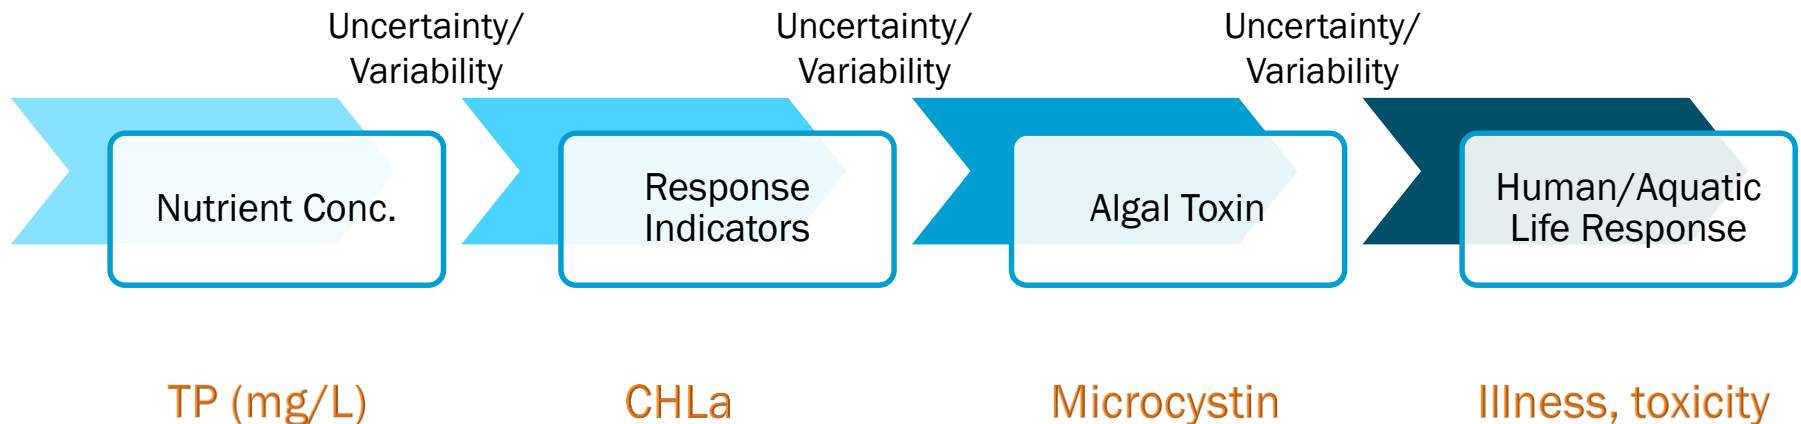 Uncertainty/
Variability
Uncertainty/
Variability
Uncertainty/
Variability
Nutrient Conc.
Response
Indicators
Algal Toxin
Human/Aquatic
Life Response
TP (mg/L)
CHLa
Microcystin
Illness, toxicity